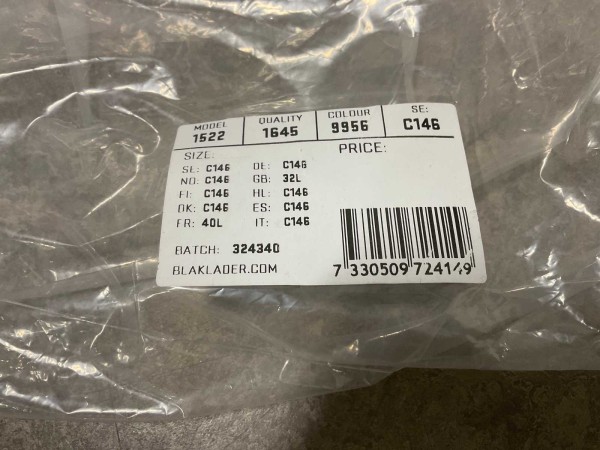 MODEL QUALITY COLOUR SE:
1522 1645 9956 C146
SIZE: PRICE:
SE: C146 DE: C146
NO: C146 GB: 32L
FI: C146 HL: C146
DK: C146 ES: C146
FR: 40L IT: C146
BATCH: 324340
BLAKLADER.COM
7 330509 724149